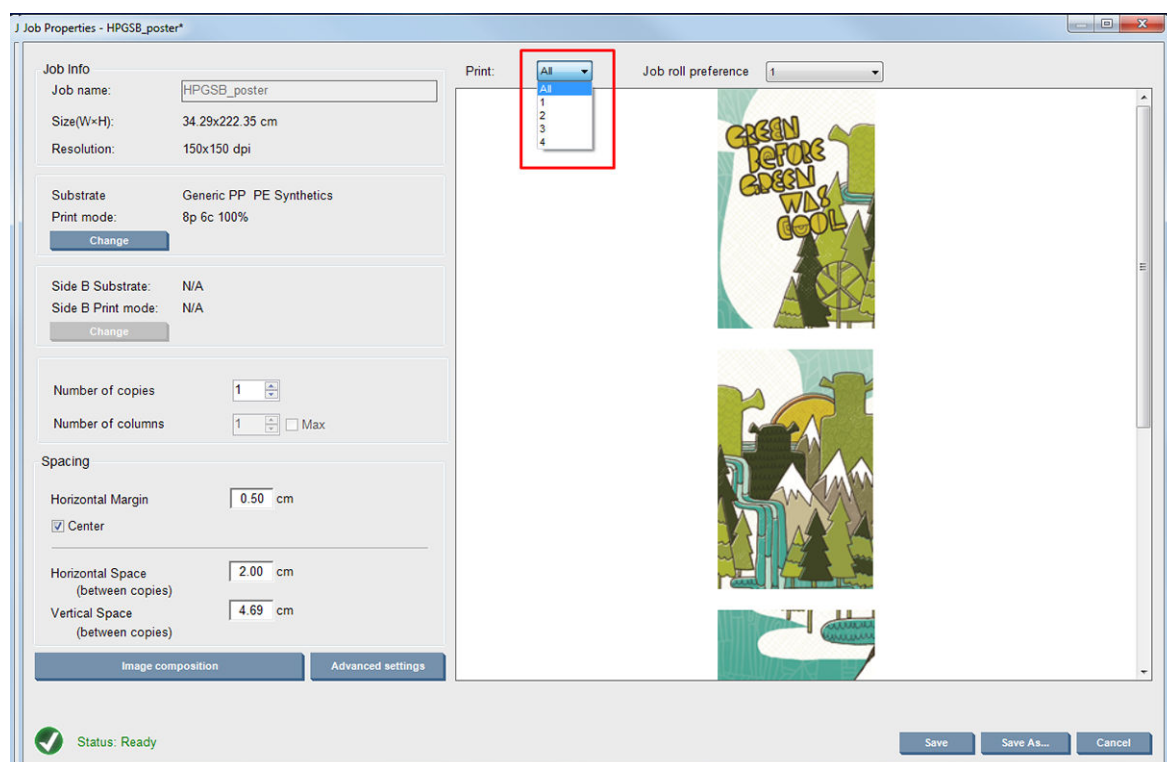 J Job Properties - HPGSB_poster*
Job Info
Job name: HPGSB_poster
Size(W×H): 34.29x222.35 cm
Resolution: 150x150 dpi
Substrate Generic PP PE Synthetics
Print mode: 8p 6c 100%
Change
Side B Substrate: N/A
Side B Print mode: N/A
Change
Number of copies 1
Number of columns 1 Max
Spacing
Horizontal Margin 0.50 cm
Center
Horizontal Space 2.00 cm
(between copies)
Vertical Space 4.69 cm
(between copies)
Image composition Advanced settings
Print: All Job roll preference 1
All
1
2
3
4
GREEN
BEFORE
GREEN
WAS
COOL
Status: Ready
Save Save As... Cancel